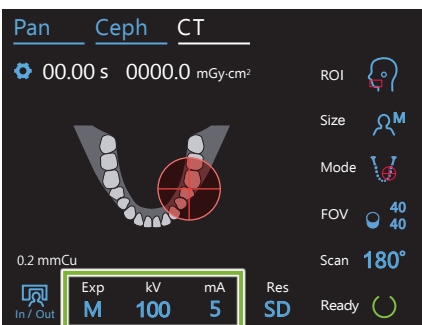 Pan Ceph CT
00.00 s 0000.0 mGy·cm²
ROI
Size M
Mode
FOV 40
40
0.2 mmCu
Scan 180°
Exp kV mA Res
In / Out M 100 5 SD
Ready